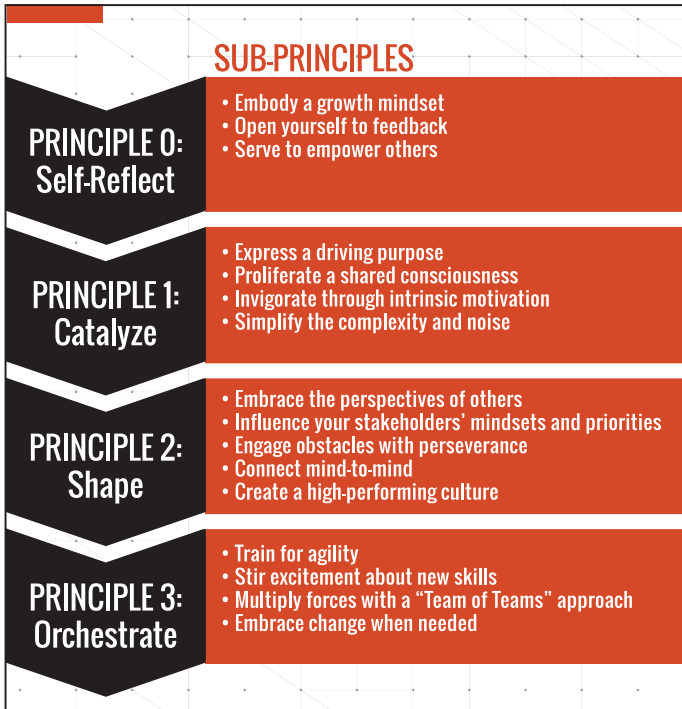 SUB-PRINCIPLES
PRINCIPLE 0:
Self-Reflect
• Embody a growth mindset
• Open yourself to feedback
• Serve to empower others
PRINCIPLE 1:
Catalyze
• Express a driving purpose
• Proliferate a shared consciousness
• Invigorate through intrinsic motivation
• Simplify the complexity and noise
PRINCIPLE 2:
Shape
• Embrace the perspectives of others
• Influence your stakeholders’ mindsets and priorities
• Engage obstacles with perseverance
• Connect mind-to-mind
• Create a high-performing culture
PRINCIPLE 3:
Orchestrate
• Train for agility
• Stir excitement about new skills
• Multiply forces with a “Team of Teams” approach
• Embrace change when needed